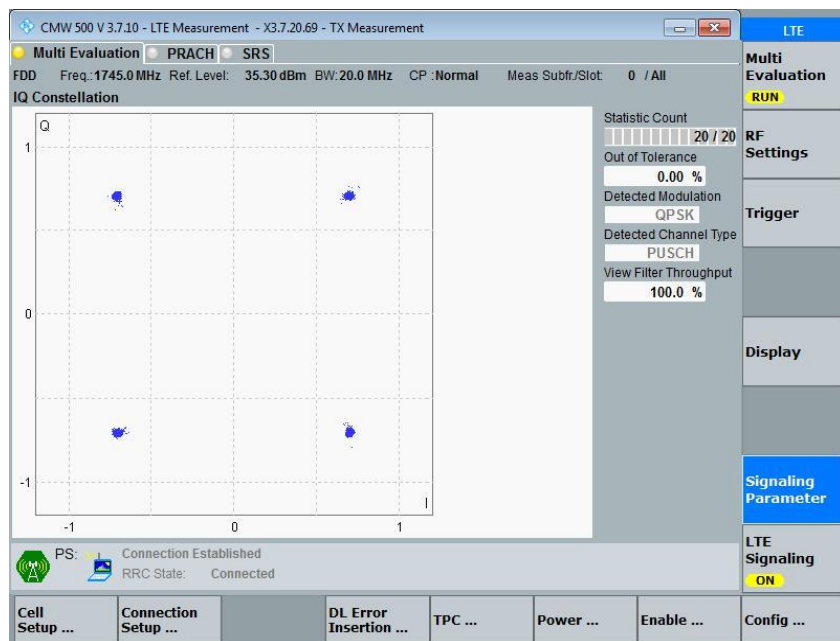 CMW 500 V 3.7.10 - LTE Measurement - X3.7.20.69 - TX Measurement
LTE
Multi Evaluation PRACH SRS
FDD Freq.:1745.0 MHz Ref. Level: 35.30 dBm BW:20.0 MHz CP :Normal Meas Subfr./Slot: 0 / All
IQ Constellation
Q
1
0
-1
I
-1 0 1
Statistic Count
20 / 20
Out of Tolerance
0.00 %
Detected Modulation
QPSK
Detected Channel Type
PUSCH
View Filter Throughput
100.0 %
Multi
Evaluation
RUN
RF
Settings
Trigger
Display
Signaling
Parameter
LTE
Signaling
ON
PS: Connection Established
RRC State: Connected
Cell
Setup ...
Connection
Setup ...
DL Error
Insertion ...
TPC ...
Power ...
Enable ...
Config ...